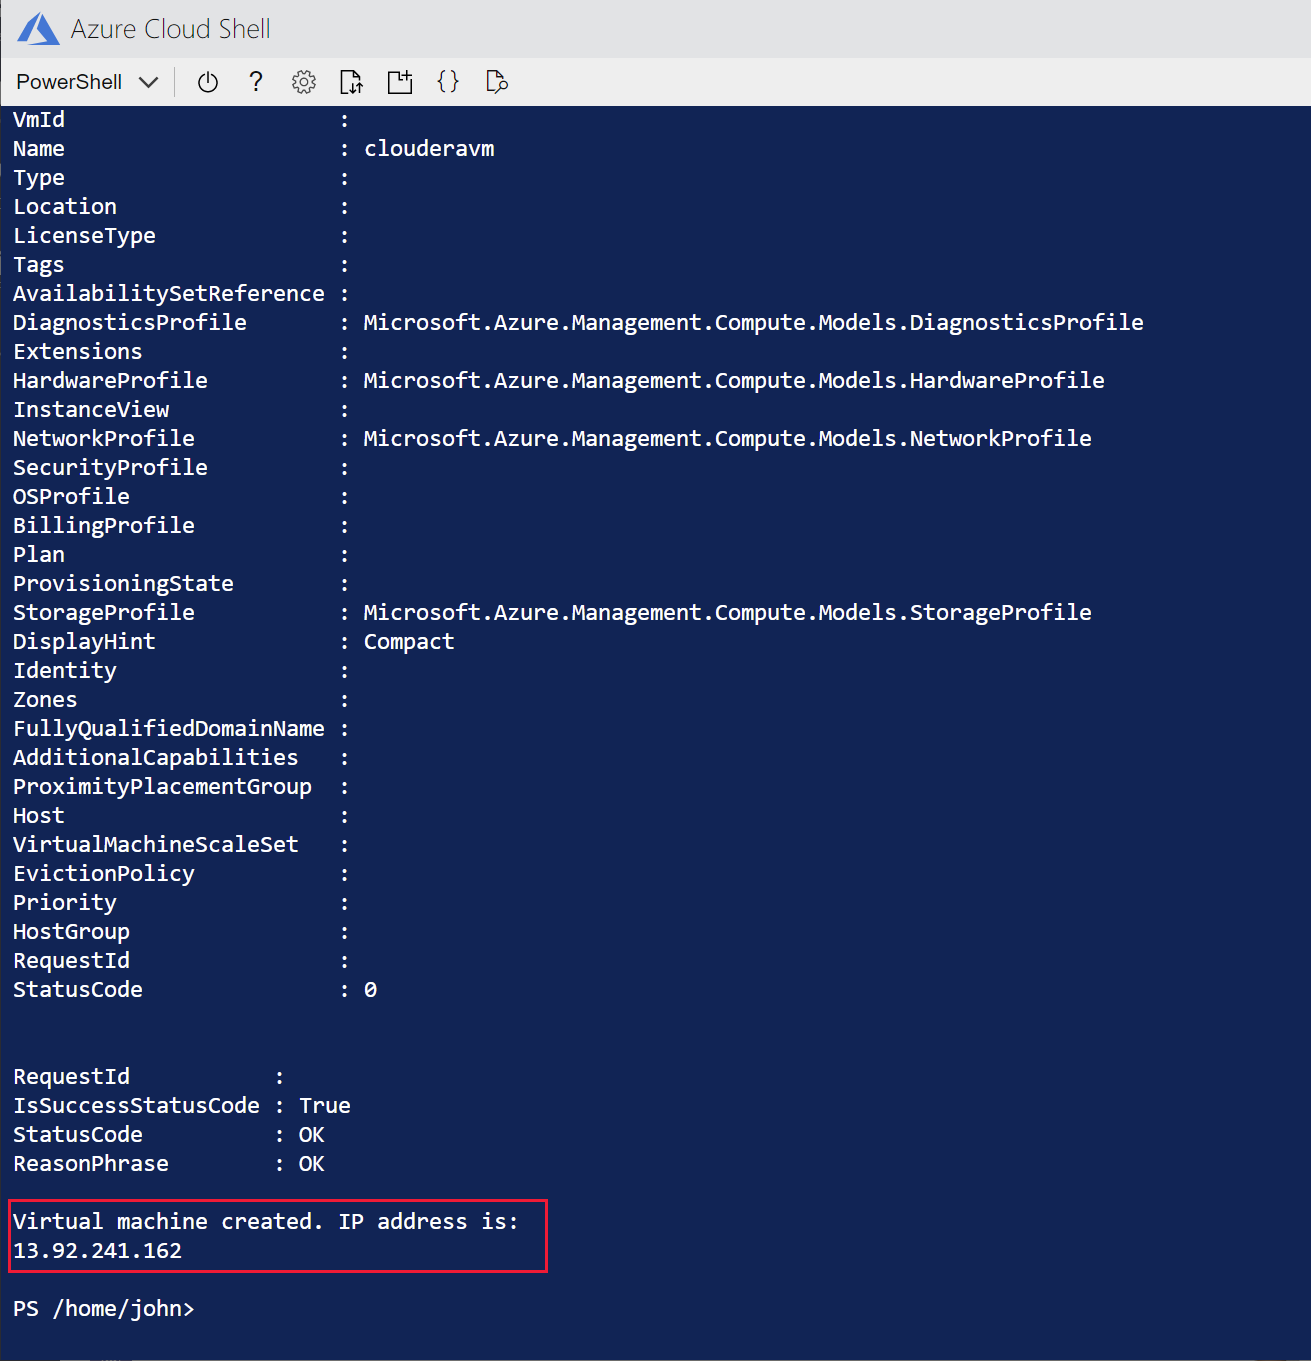 Azure Cloud Shell
PowerShell
?
{}
VmId                     :
Name                     : clouderavm
Type                     :
Location                 :
LicenseType              :
Tags                     :
AvailabilitySetReference :
DiagnosticsProfile       : Microsoft.Azure.Management.Compute.Models.DiagnosticsProfile
Extensions               :
HardwareProfile          : Microsoft.Azure.Management.Compute.Models.HardwareProfile
InstanceView             :
NetworkProfile           : Microsoft.Azure.Management.Compute.Models.NetworkProfile
SecurityProfile          :
OSProfile                :
BillingProfile           :
Plan                     :
ProvisioningState        :
StorageProfile           : Microsoft.Azure.Management.Compute.Models.StorageProfile
DisplayHint              : Compact
Identity                 :
Zones                    :
FullyQualifiedDomainName :
AdditionalCapabilities   :
ProximityPlacementGroup  :
Host                     :
VirtualMachineScaleSet   :
EvictionPolicy           :
Priority                 :
HostGroup                :
RequestId                :
StatusCode               : 0
RequestId           :
IsSuccessStatusCode : True
StatusCode          : OK
ReasonPhrase        : OK
Virtual machine created. IP address is:
13.92.241.162
PS /home/john>